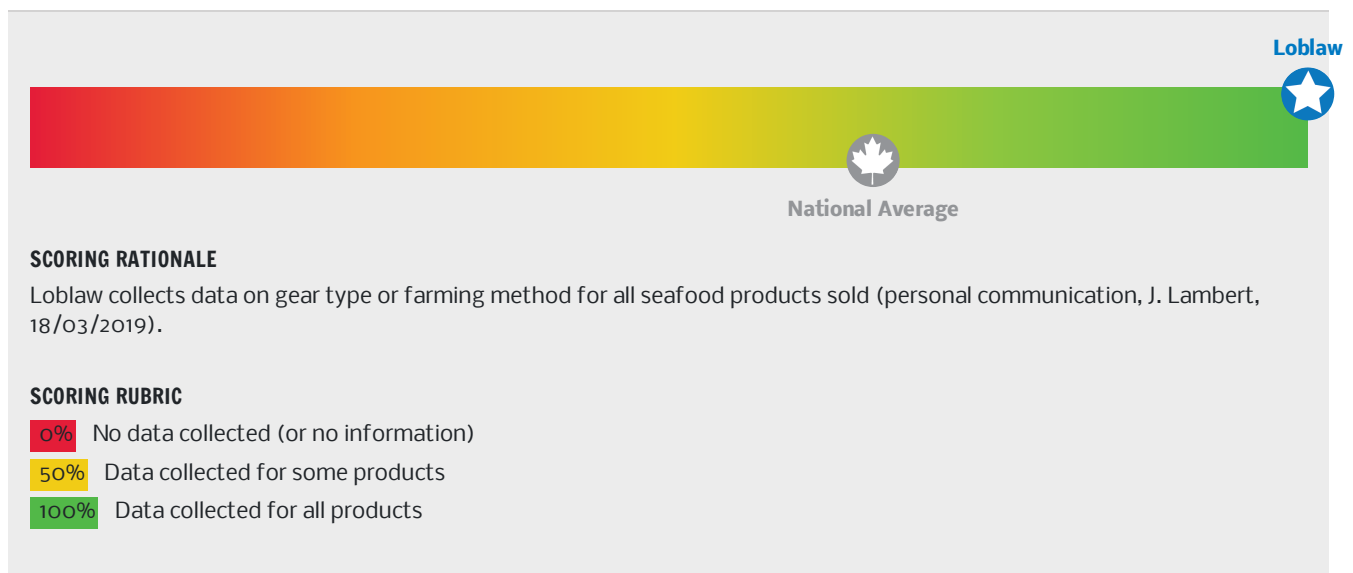 Loblaw
National Average
SCORING RATIONALE
Loblaw collects data on gear type or farming method for all seafood products sold (personal communication, J. Lambert,
18/03/2019).
SCORING RUBRIC
0% No data collected (or no information)
50% Data collected for some products
100% Data collected for all products